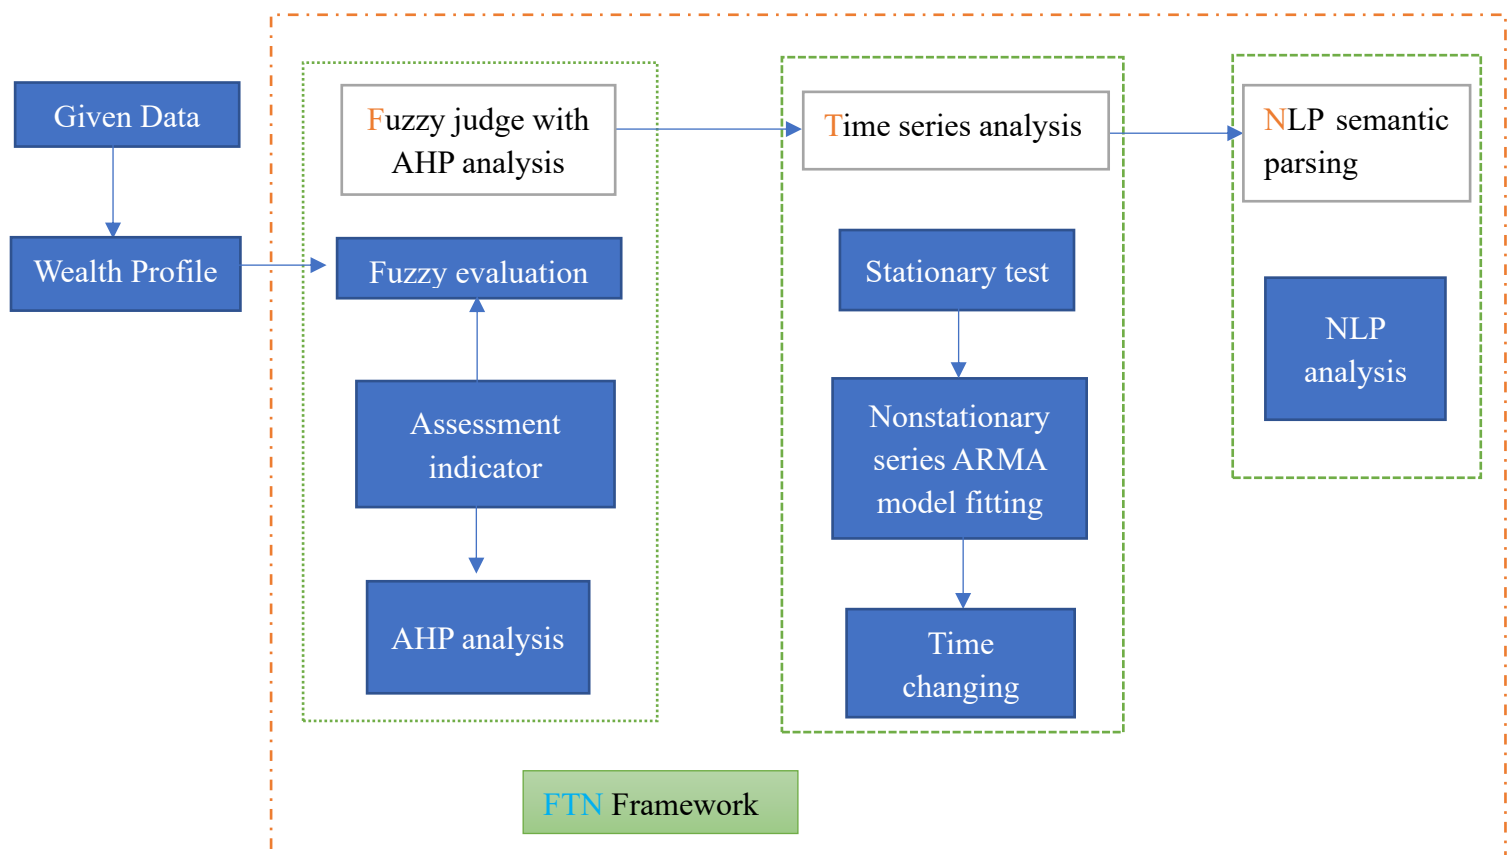 Given Data
Wealth Profile
Fuzzy judge with
AHP analysis
Fuzzy evaluation
Assessment
indicator
AHP analysis
Time series analysis
Stationary test
Nonstationary
series ARMA
model fitting
Time
changing
NLP semantic
parsing
NLP
analysis
FTN Framework